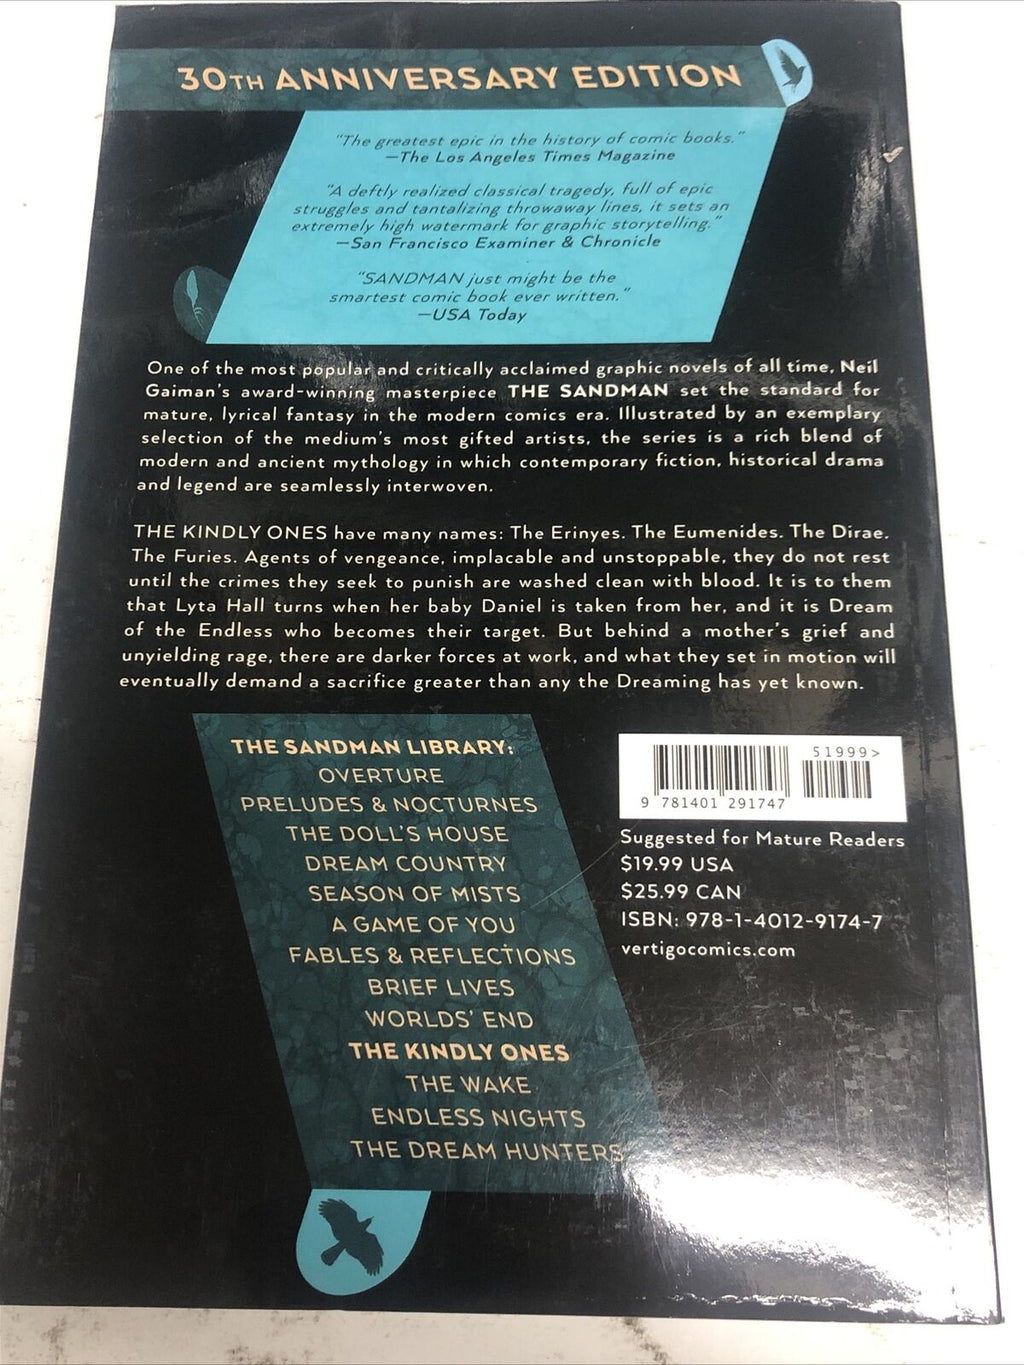 30TH ANNIVERSARY EDITION
"The greatest epic in the history of comic books."
—The Los Angeles Times Magazine
"A deftly realized classical tragedy, full of epic
struggles and tantalizing throwaway lines, it sets an
extremely high watermark for graphic storytelling."
—San Francisco Examiner & Chronicle
"SANDMAN just might be the
smartest comic book ever written."
—USA Today
One of the most popular and critically acclaimed graphic novels of all time, Neil
Gaiman's award-winning masterpiece THE SANDMAN set the standard for
mature, lyrical fantasy in the modern comics era. Illustrated by an exemplary
selection of the medium's most gifted artists, the series is a rich blend of
modern and ancient mythology in which contemporary fiction, historical drama
and legend are seamlessly interwoven.
THE KINDLY ONES have many names: The Erinyes. The Eumenides. The Dirae.
The Furies. Agents of vengeance, implacable and unstoppable, they do not rest
until the crimes they seek to punish are washed clean with blood. It is to them
that Lyta Hall turns when her baby Daniel is taken from her, and it is Dream
of the Endless who becomes their target. But behind a mother's grief and
unyielding rage, there are darker forces at work, and what they set in motion will
eventually demand a sacrifice greater than any the Dreaming has yet known.
THE SANDMAN LIBRARY:
OVERTURE
PRELUDES & NOCTURNES
THE DOLL'S HOUSE
DREAM COUNTRY
SEASON OF MISTS
A GAME OF YOU
FABLES & REFLECTIONS
BRIEF LIVES
WORLDS' END
THE KINDLY ONES
THE WAKE
ENDLESS NIGHTS
THE DREAM HUNTERS
51999>
9 781401 291747
Suggested for Mature Readers
$19.99 USA
$25.99 CAN
ISBN: 978-1-4012-9174-7
vertigocomics.com